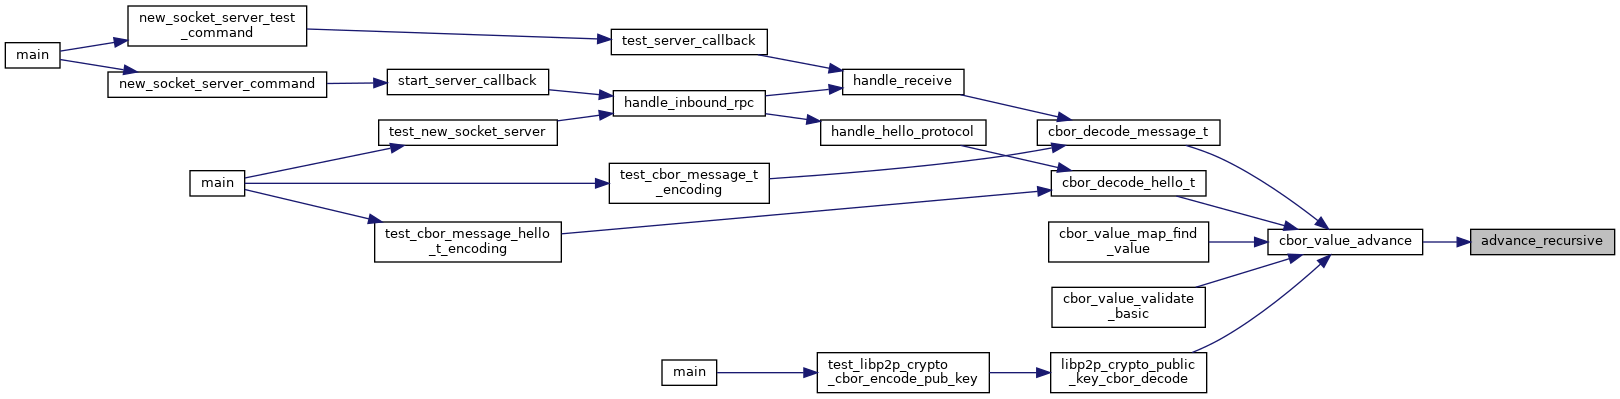 new_socket_server_test
_command
main
test_server_callback
new_socket_server_command
start_server_callback
handle_receive
handle_inbound_rpc
test_new_socket_server
handle_hello_protocol
cbor_decode_message_t
main
test_cbor_message_t
_encoding
cbor_decode_hello_t
test_cbor_message_hello
_t_encoding
cbor_value_map_find
_value
cbor_value_advance
advance_recursive
cbor_value_validate
_basic
main
test_libp2p_crypto
_cbor_encode_pub_key
libp2p_crypto_public
_key_cbor_decode